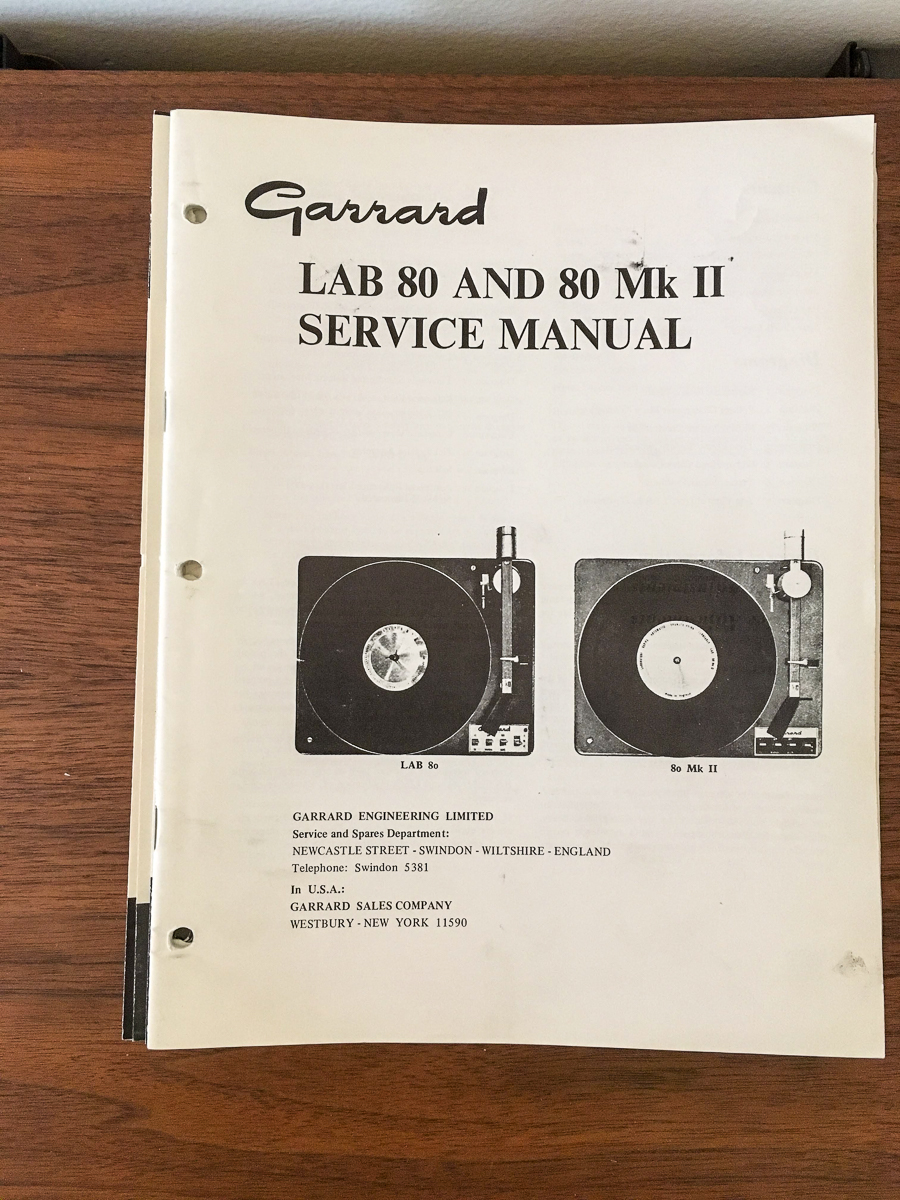 Garrard
LAB 80 AND 80 Mk II
SERVICE MANUAL
LAB 80
80 Mk II
GARRARD ENGINEERING LIMITED
Service and Spares Department:
NEWCASTLE STREET - SWINDON - WILTSHIRE - ENGLAND
Telephone: Swindon 5381
In U.S.A.:
GARRARD SALES COMPANY
WESTBURY - NEW YORK 11590